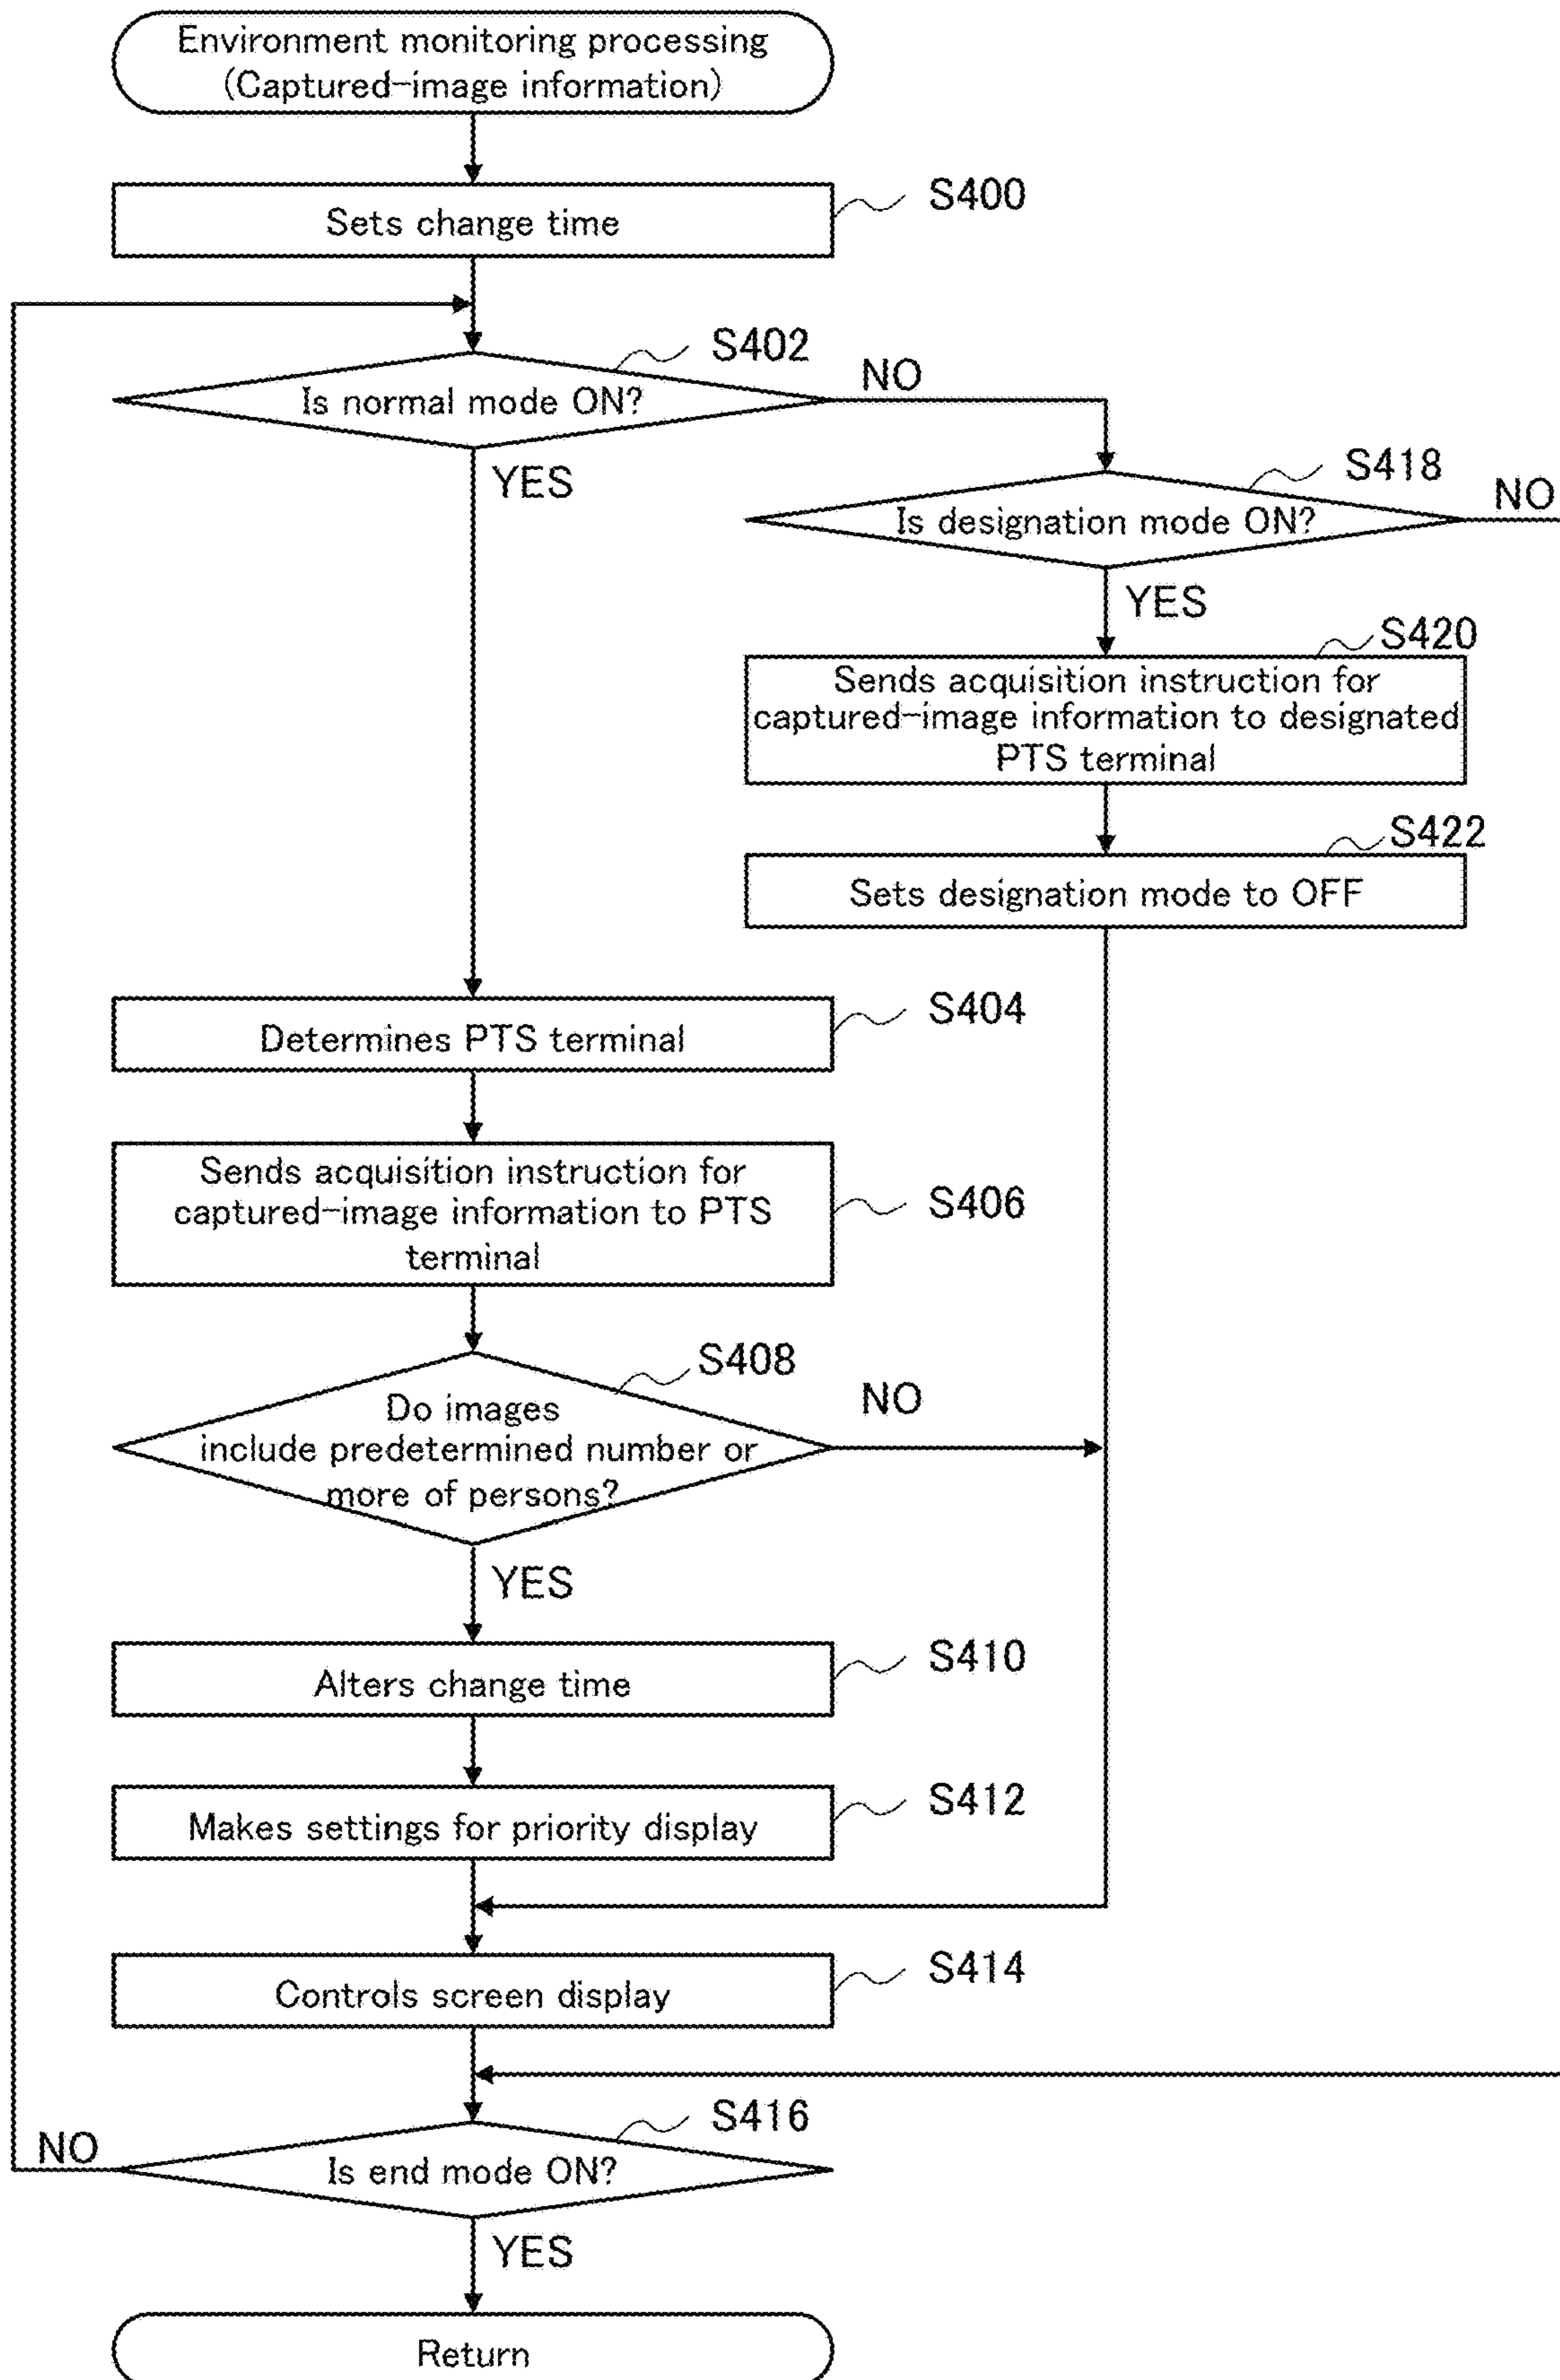 Environment monitoring processing
(Captured-image information)
Sets change time
S400
S402
Is normal mode ON?
NO
YES
S418
Is designation mode ON?
NO
YES
S420
Sends acquisition instruction for
captured-image information to designated
PTS terminal
S422
Sets designation mode to OFF
Determines PTS terminal
S404
Sends acquisition instruction for
captured-image information to PTS
terminal
S406
S408
Do images
include predetermined number or
more of persons?
NO
YES
Alters change time
S410
Makes settings for priority display
S412
Controls screen display
S414
S416
Is end mode ON?
NO
YES
Return